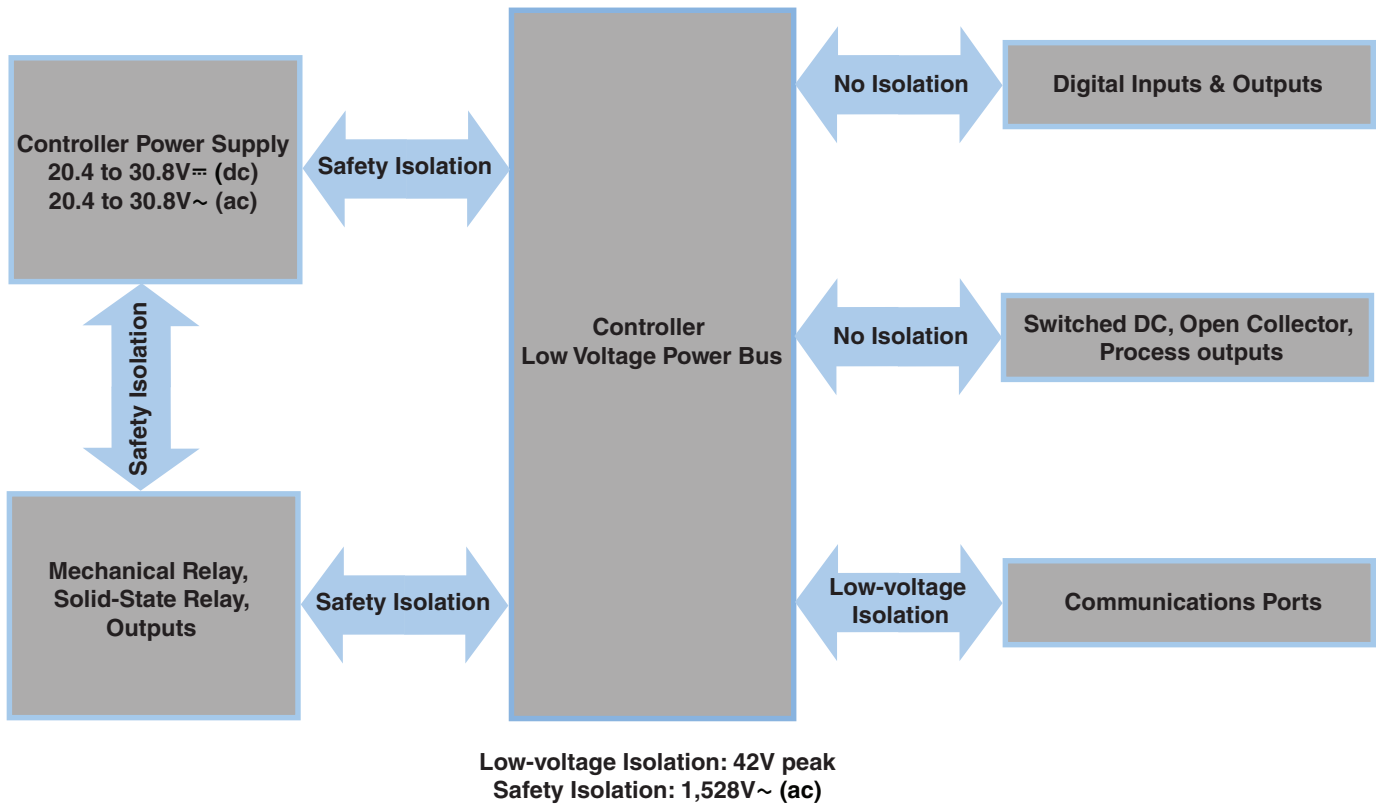 Controller Power Supply
20.4 to 30.8V⎓ (dc)
20.4 to 30.8V~ (ac)
Safety Isolation
Safety Isolation
Mechanical Relay,
Solid-State Relay,
Outputs
Safety Isolation
Controller
Low Voltage Power Bus
No Isolation
Digital Inputs & Outputs
No Isolation
Switched DC, Open Collector,
Process outputs
Low-voltage
Isolation
Communications Ports
Low-voltage Isolation: 42V peak
Safety Isolation: 1,528V~ (ac)